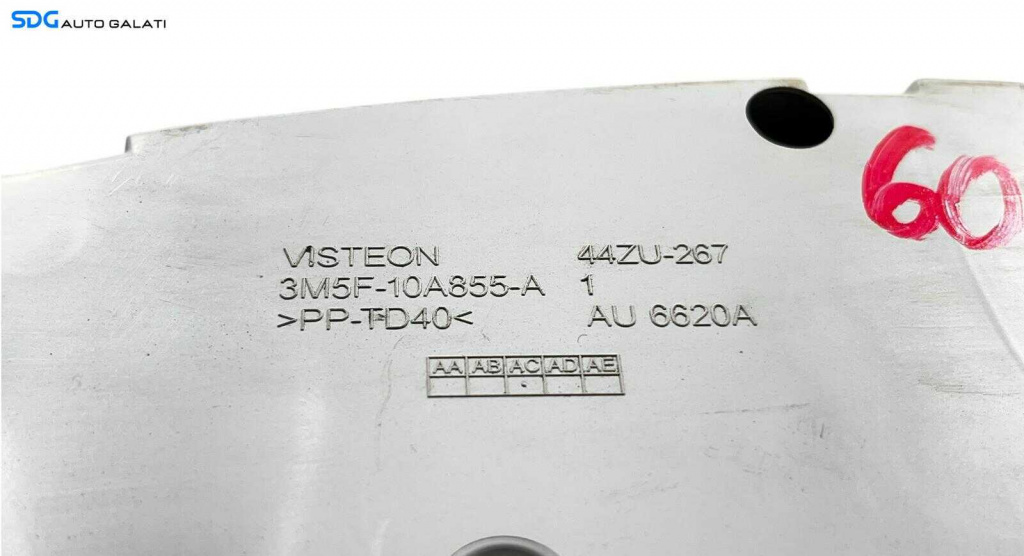 SDG AUTO GALATI
60
VISTEON 44ZU-267
3M5F-10A855-A 1
>PP-TD40< AU 6620A
AA AB AC AD AE